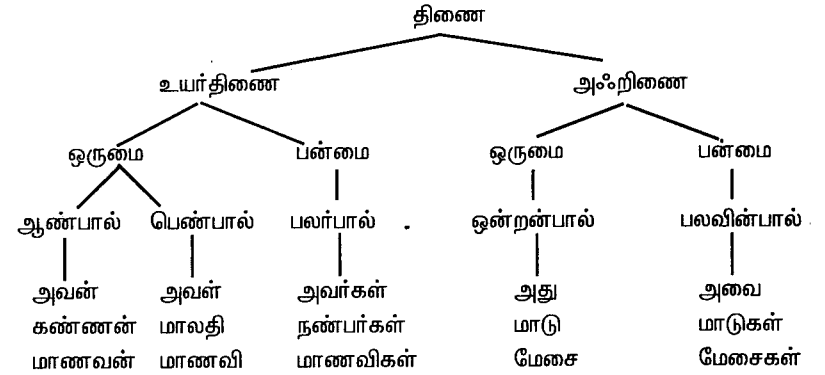 திணை
உயர்திணை அஃறிணை
ஒருமை பன்மை ஒருமை பன்மை
ஆண்பால் பெண்பால் பலர்பால் ஒன்றன்பால் பலவின்பால்
அவன் அவள் அவர்கள் அது அவை
கண்ணன் மாலதி நண்பர்கள் மாடு மாடுகள்
மாணவன் மாணவி மாணவிகள் மேசை மேசைகள்